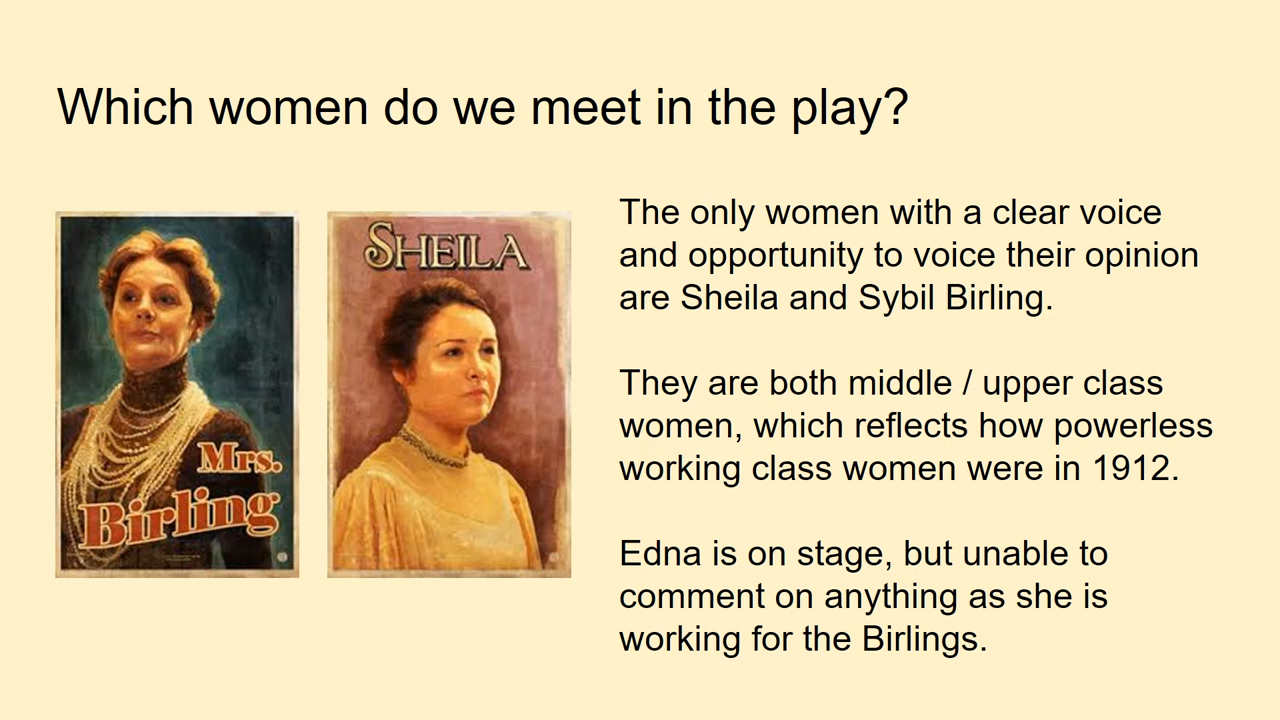 Which women do we meet in the play?
Mrs.
Birling
SHEILA
The only women with a clear voice
and opportunity to voice their opinion
are Sheila and Sybil Birling.
They are both middle / upper class
women, which reflects how powerless
working class women were in 1912.
Edna is on stage, but unable to
comment on anything as she is
working for the Birlings.